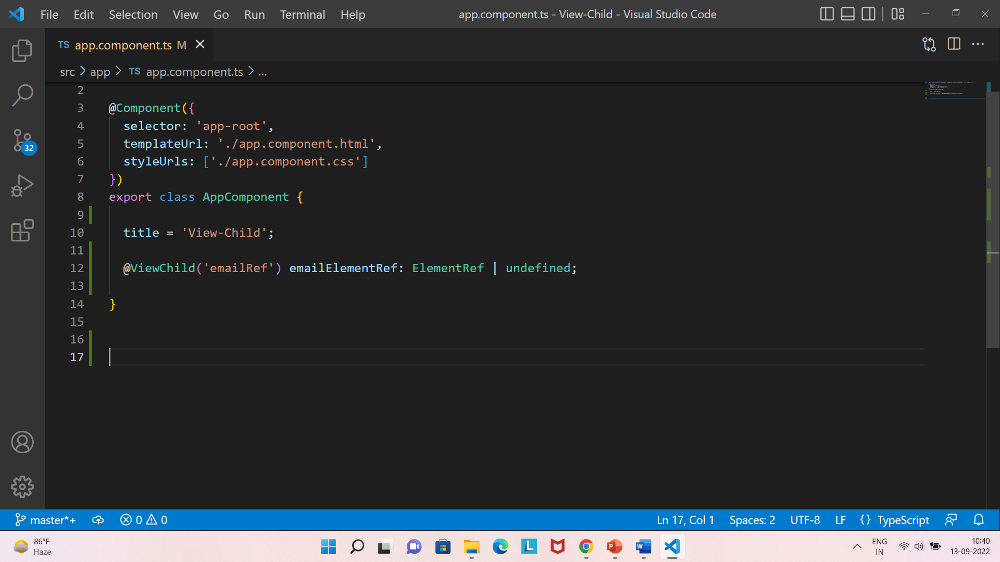 File Edit Selection View Go Run Terminal Help app.component.ts - View-Child - Visual Studio Code
TS app.component.ts M
src > app > TS app.component.ts > ...
2
3 @Component({
4 selector: 'app-root',
5 templateUrl: './app.component.html',
6 styleUrls: ['./app.component.css']
7 })
8 export class AppComponent {
9
10 title = 'View-Child';
11
12 @ViewChild('emailRef') emailElementRef: ElementRef | undefined;
13
14 }
15
16
17
32
master*+ 0 0 Ln 17, Col 1 Spaces: 2 UTF-8 LF {} TypeScript
86°F
Haze
ENG
IN
10:40
13-09-2022